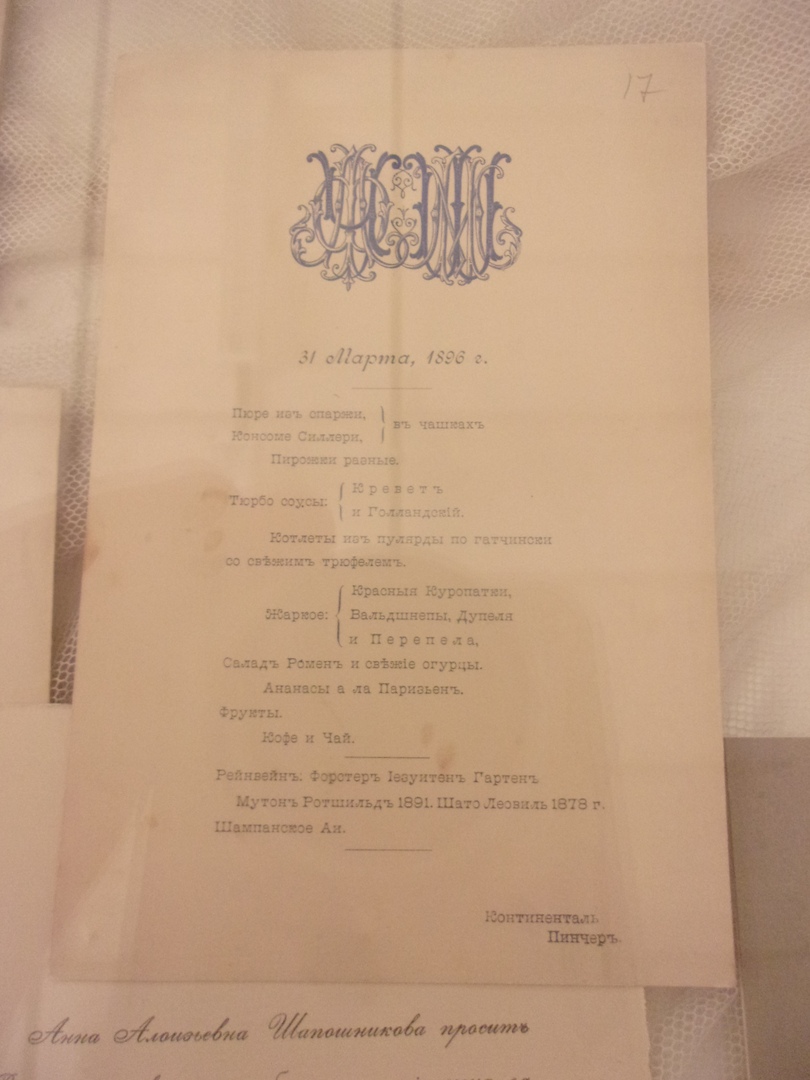 17
31 Марта, 1896 г.
Пюре изъ спаржи,
Консоме Силлери,
въ чашкахъ
Пирожки разные.
Тюрбо соусы:
Креветъ
и Голландскій.
Котлеты изъ пулярды по гатчински
со свѣжимъ трюфелемъ.
Жаркое:
Красныя Куропатки,
Вальдшнепы, Дупеля
и Перепела,
Саладъ Роменъ и свѣжіе огурцы.
Ананасы а ла Паризьенъ.
Фрукты.
Кофе и Чай.
Рейнвейнъ: Форстеръ Іезуитенъ Гартенъ
Мутонъ Ротшильдъ 1891. Шато Леовиль 1878 г.
Шампанское Аи.
Континенталь
Пинчеръ.
Анна Алоизьевна Шапошникова проситъ